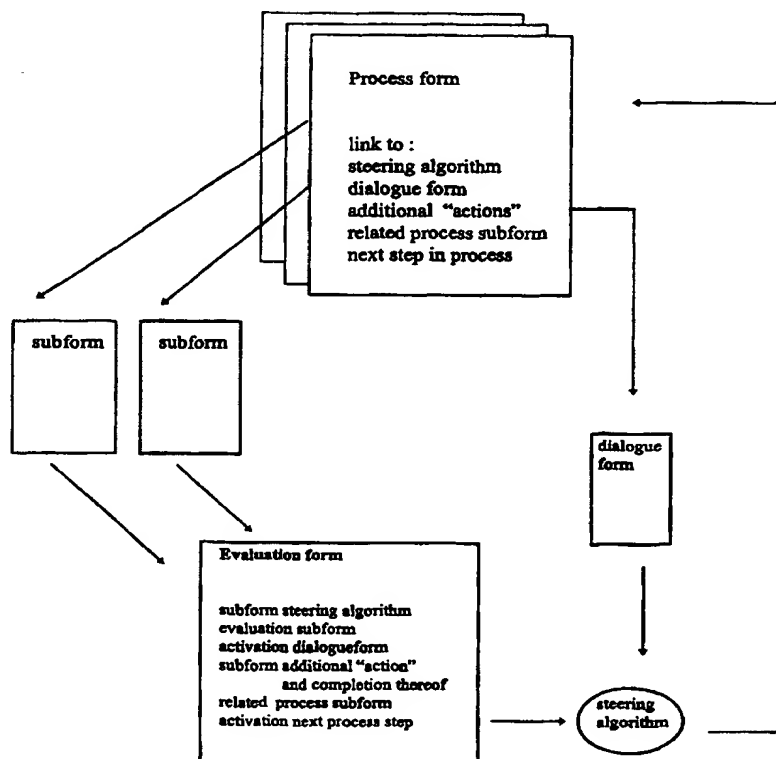 Process form
link to :
steering algorithm
dialogue form
additional “actions”
related process subform
next step in process
subform
subform
dialogue
form
Evaluation form
subform steering algorithm
evaluation subform
activation dialogueform
subform additional “action”
and completion thereof
related process subform
activation next process step
steering
algorithm